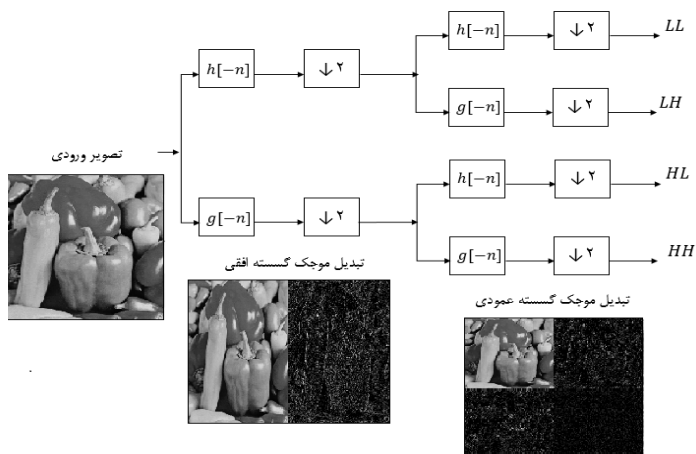 h[−n]
↓۲
LL
h[−n]
↓۲
g[−n]
↓۲
LH
تصویر ورودی
h[−n]
↓۲
HL
g[−n]
↓۲
g[−n]
↓۲
HH
تبدیل موجک گسسته افقی
تبدیل موجک گسسته عمودی